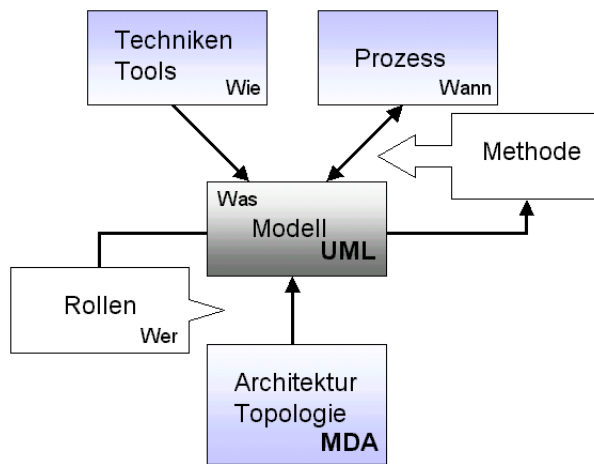 Techniken
Tools
Wie
Prozess
Wann
Methode
Was
Modell
UML
Rollen
Wer
Architektur
Topologie
MDA